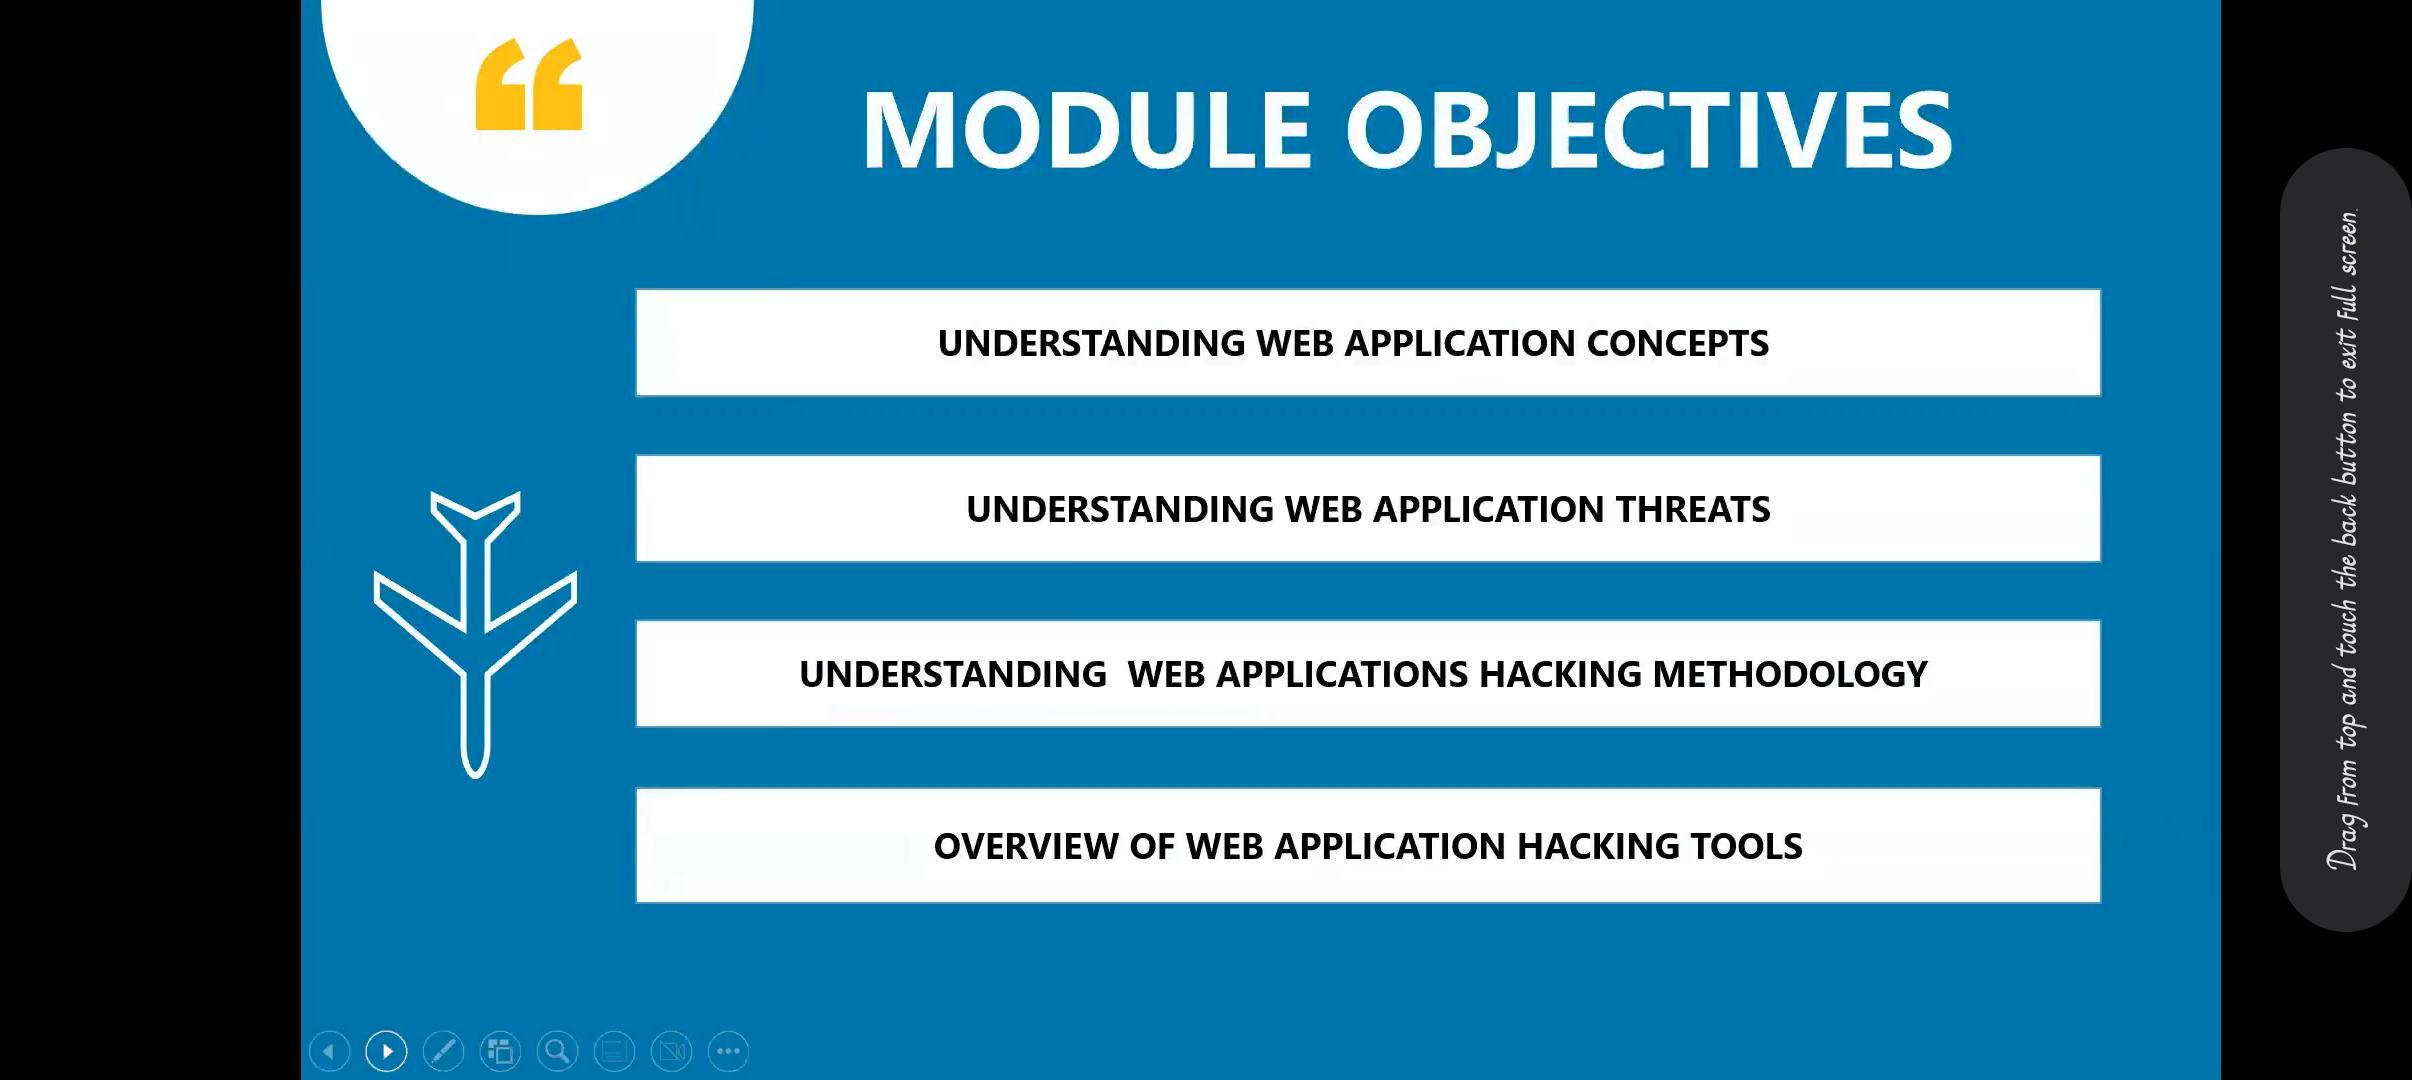 “
MODULE OBJECTIVES
UNDERSTANDING WEB APPLICATION CONCEPTS
UNDERSTANDING WEB APPLICATION THREATS
UNDERSTANDING  WEB APPLICATIONS HACKING METHODOLOGY
OVERVIEW OF WEB APPLICATION HACKING TOOLS
Drag from top and touch the back button to exit full screen.